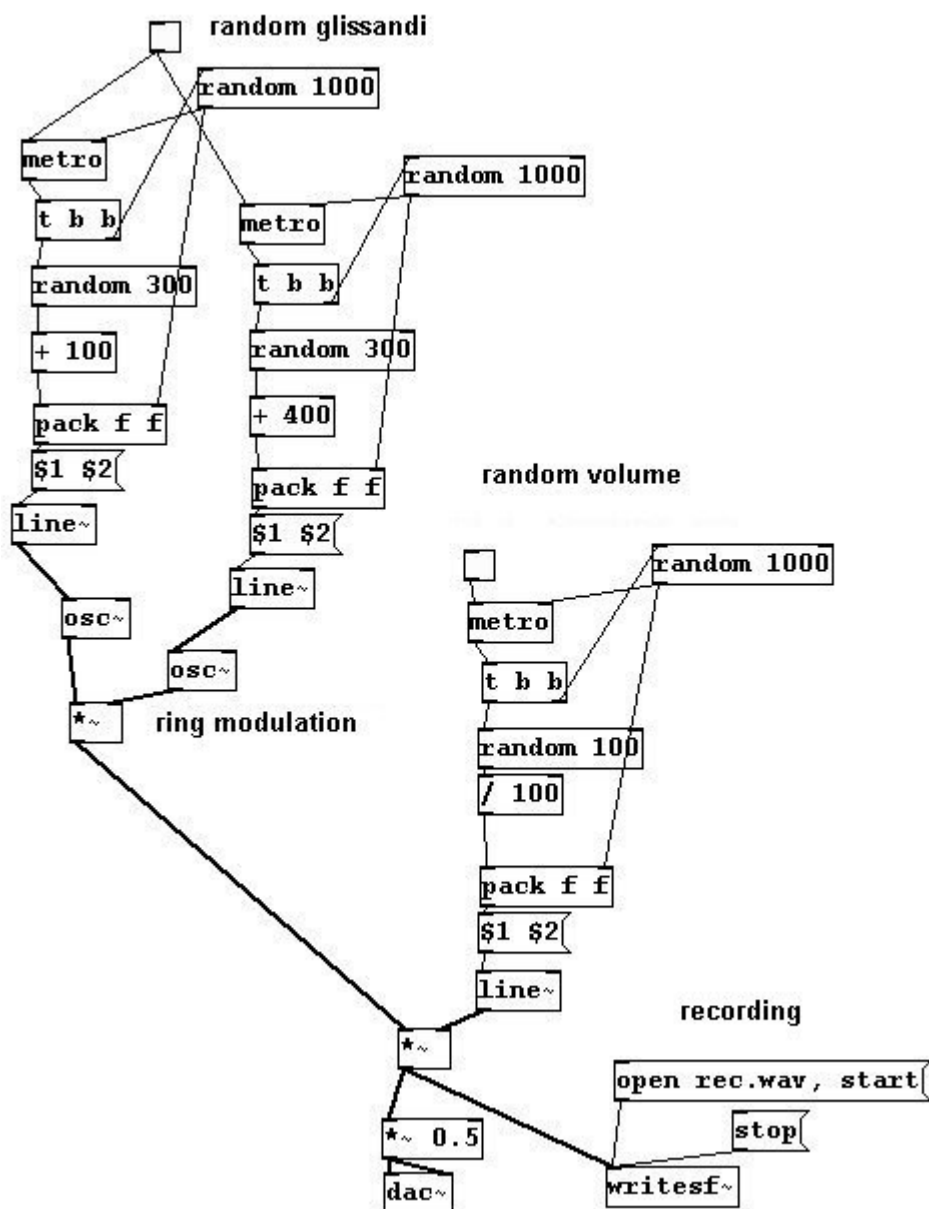 random glissandi
random 1000
metro
random 1000
t b b
metro
random 300
t b b
+ 100
random 300
pack f f
+ 400
$1 $2
pack f f
random volume
line~
$1 $2
random 1000
line~
osc~
metro
osc~
t b b
*~
ring modulation
random 100
/ 100
pack f f
$1 $2
line~
recording
*~
open rec.wav, start
*~ 0.5
stop
dac~
writesf~